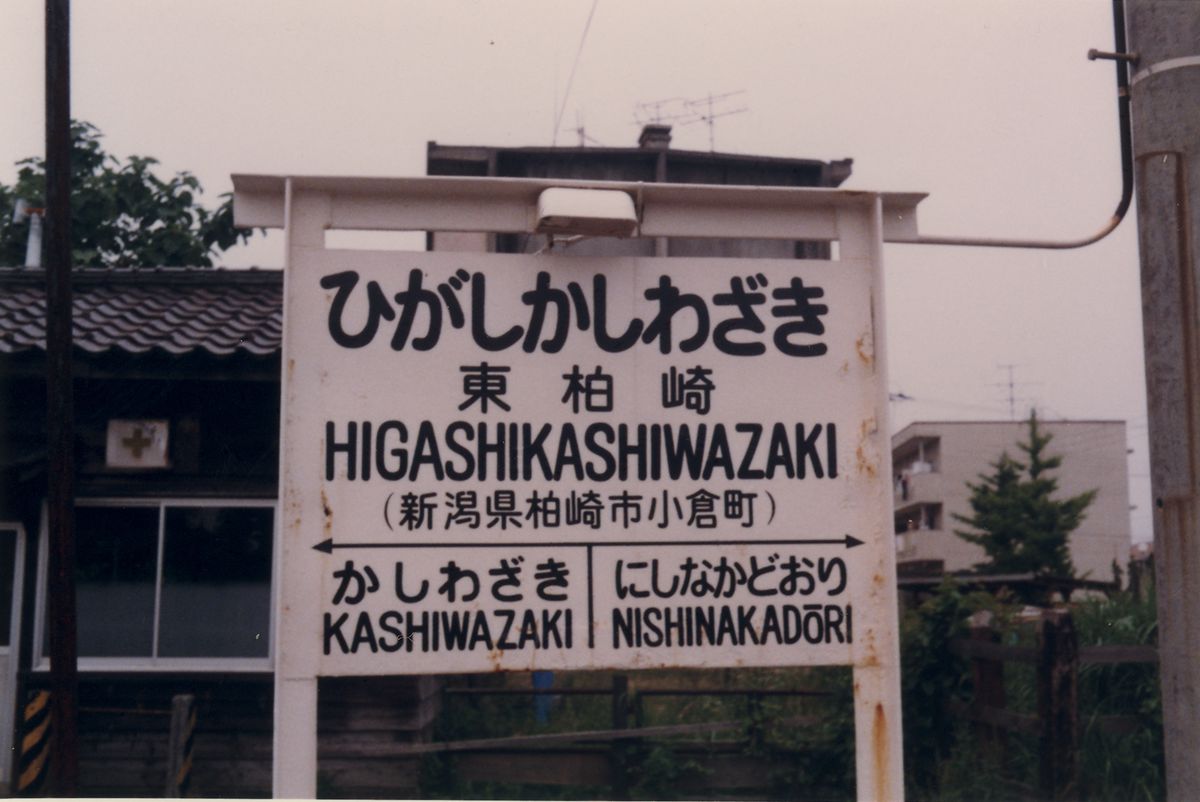 ひがしかしわざき
東柏崎
HIGASHIKASHIWAZAKI
(新潟県柏崎市小倉町)
かしわざき にしなかどおり
KASHIWAZAKI NISHINAKADŌRI